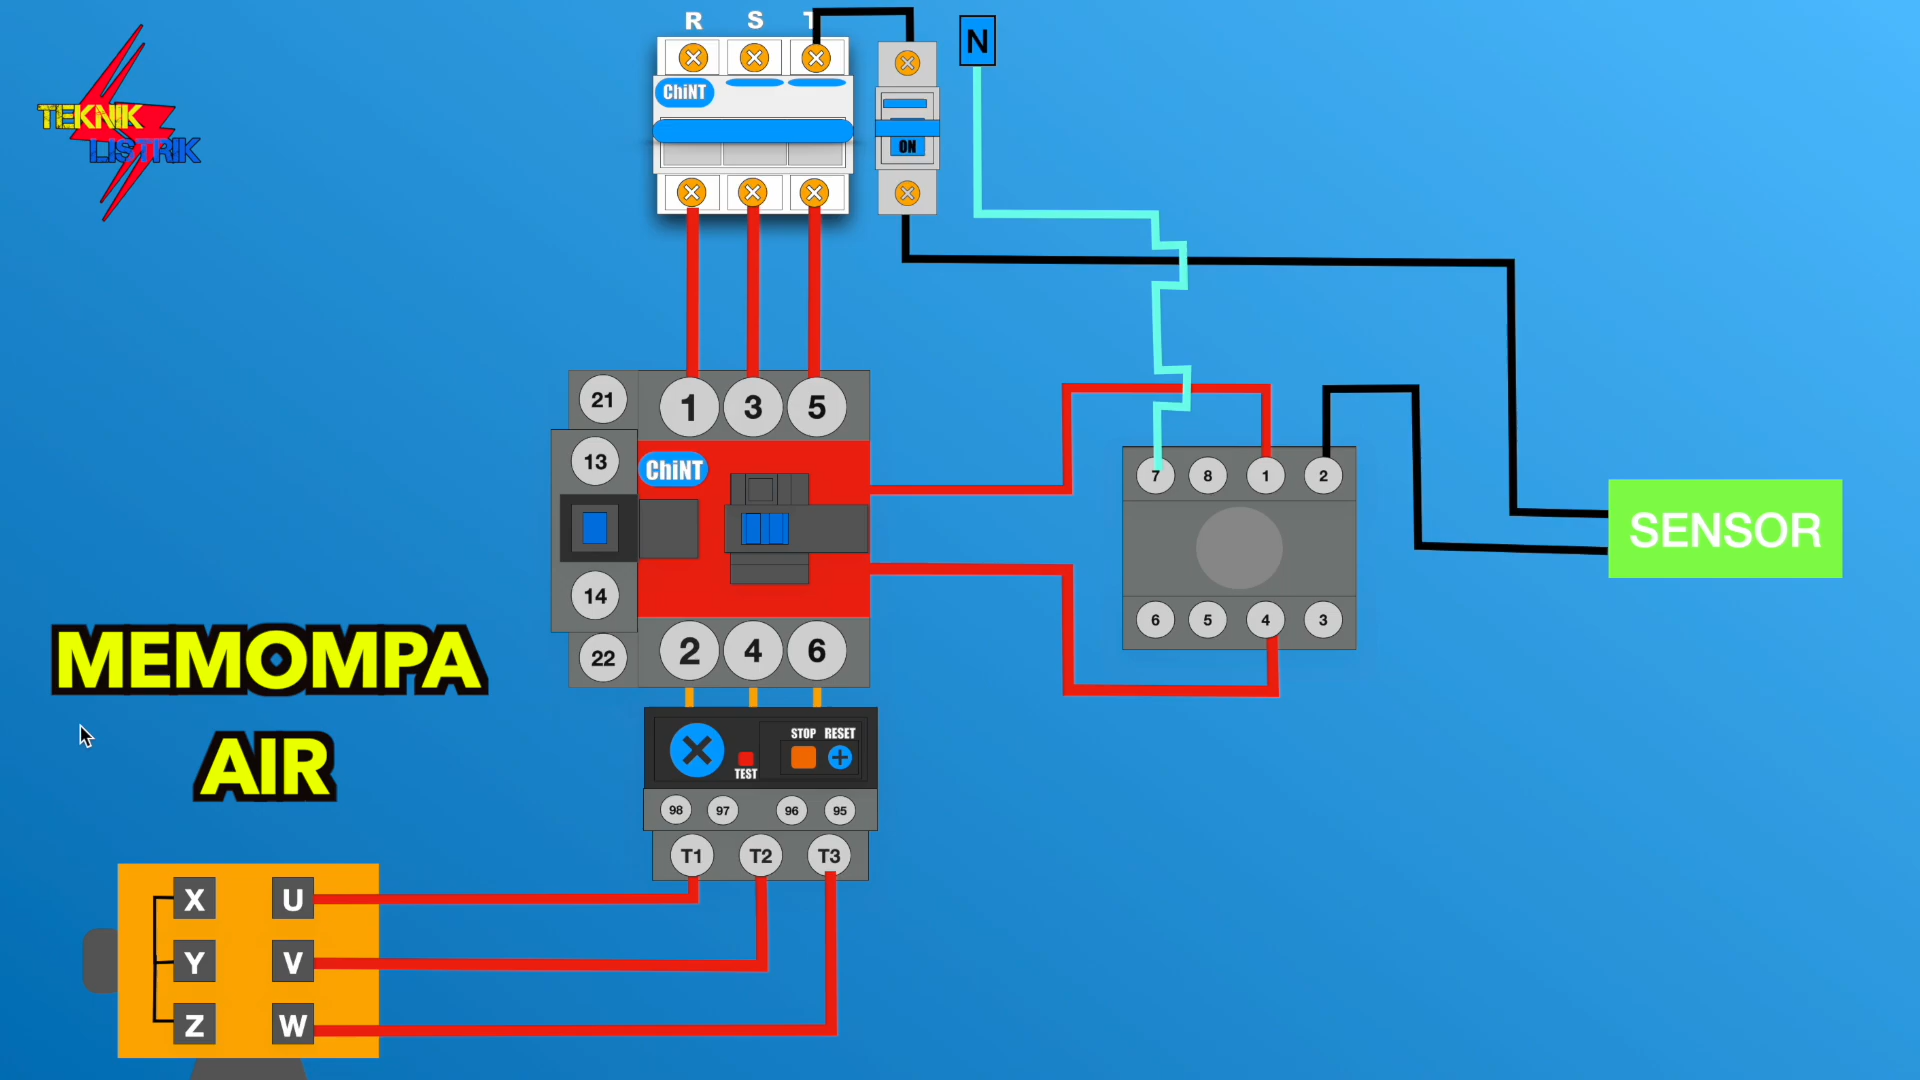 R S T
N
TEKNIK
LISTRIK
ChiNT
ON
21 1 3 5
13 ChiNT
7 8 1 2
SENSOR
14
6 5 4 3
22 2 4 6
MEMOMPA
AIR
STOP RESET
TEST
98 97 96 95
T1 T2 T3
X U
Y V
Z W